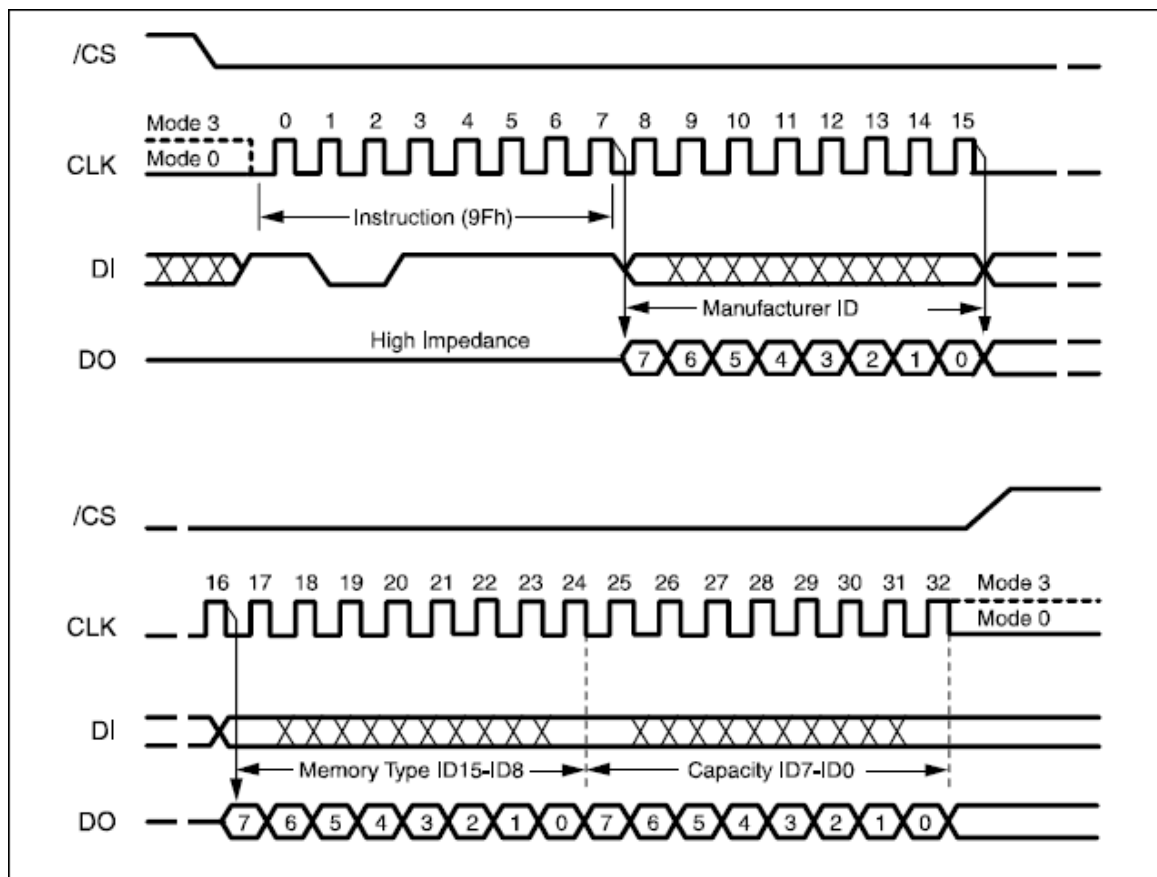 /CS
Mode 3
0 1 2 3 4 5 6 7 8 9 10 11 12 13 14 15
Mode 0
CLK
Instruction (9Fh)
DI
Manufacturer ID
High Impedance
DO
7 6 5 4 3 2 1 0
/CS
16 17 18 19 20 21 22 23 24 25 26 27 28 29 30 31 32
Mode 3
CLK
Mode 0
DI
Memory Type ID15-ID8
Capacity ID7-ID0
DO
7 6 5 4 3 2 1 0 7 6 5 4 3 2 1 0